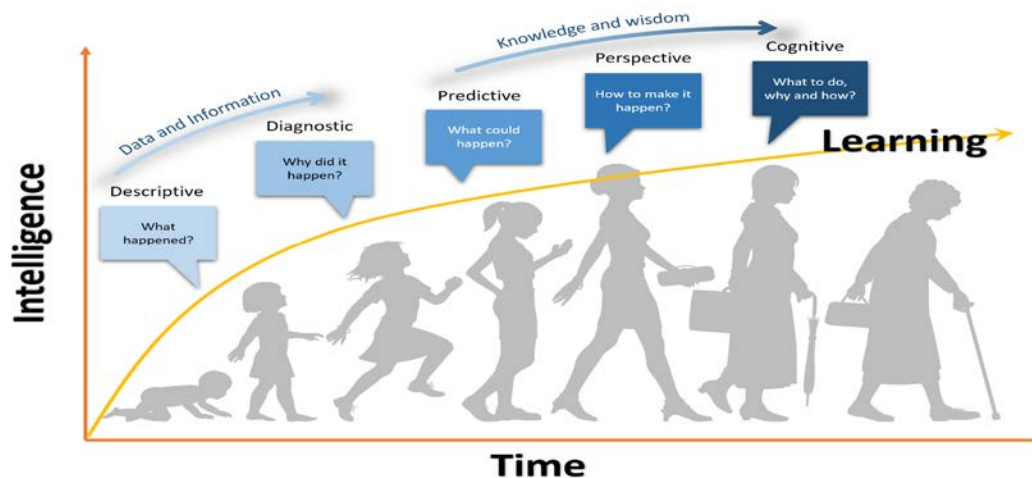 Knowledge and wisdom
Cognitive
What to do,
why and how?
Perspective
How to make it
happen?
Predictive
What could
happen?
Data and Information
Diagnostic
Why did it
happen?
Descriptive
What
happened?
Learning
Intelligence
Time